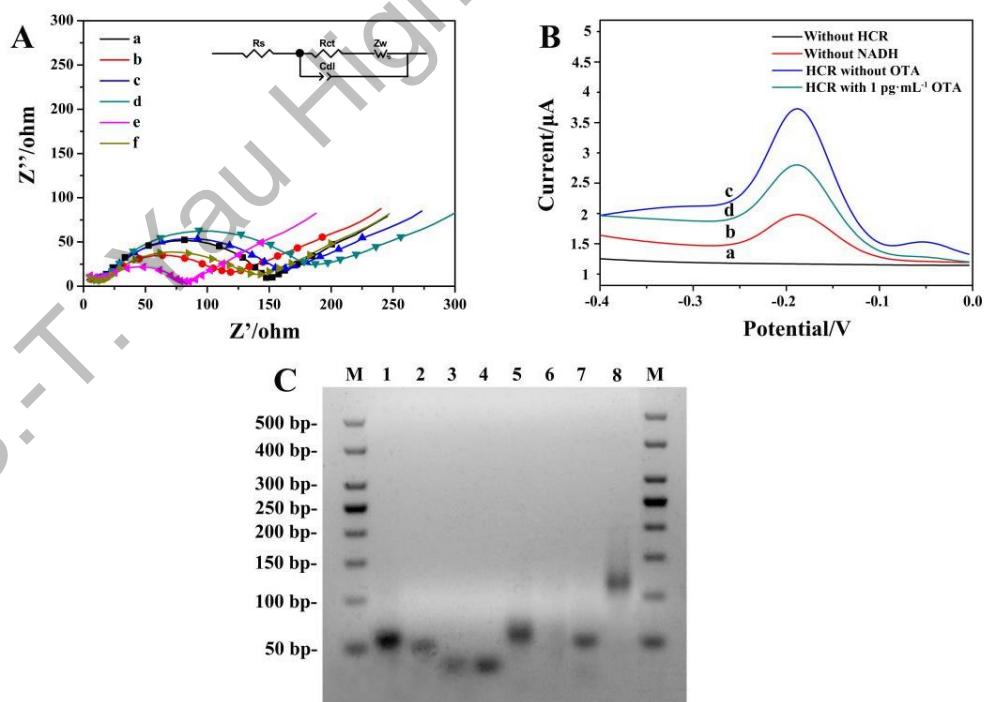 S.-T. Yau High
A
300
250
200
150
100
50
0
Z''/ohm
0 50 100 150 200 250 300
Z'/ohm
a
b
c
d
e
f
Rs Rct Zw
Cdl
B
5
4.5
4
3.5
3
2.5
2
1.5
1
Current/μA
-0.4 -0.3 -0.2 -0.1 0.0
Potential/V
Without HCR
Without NADH
HCR without OTA
HCR with 1 pg·mL⁻¹ OTA
c
d
b
a
C
M 1 2 3 4 5 6 7 8 M
500 bp-
400 bp-
300 bp-
250 bp-
200 bp-
150 bp-
100 bp-
50 bp-